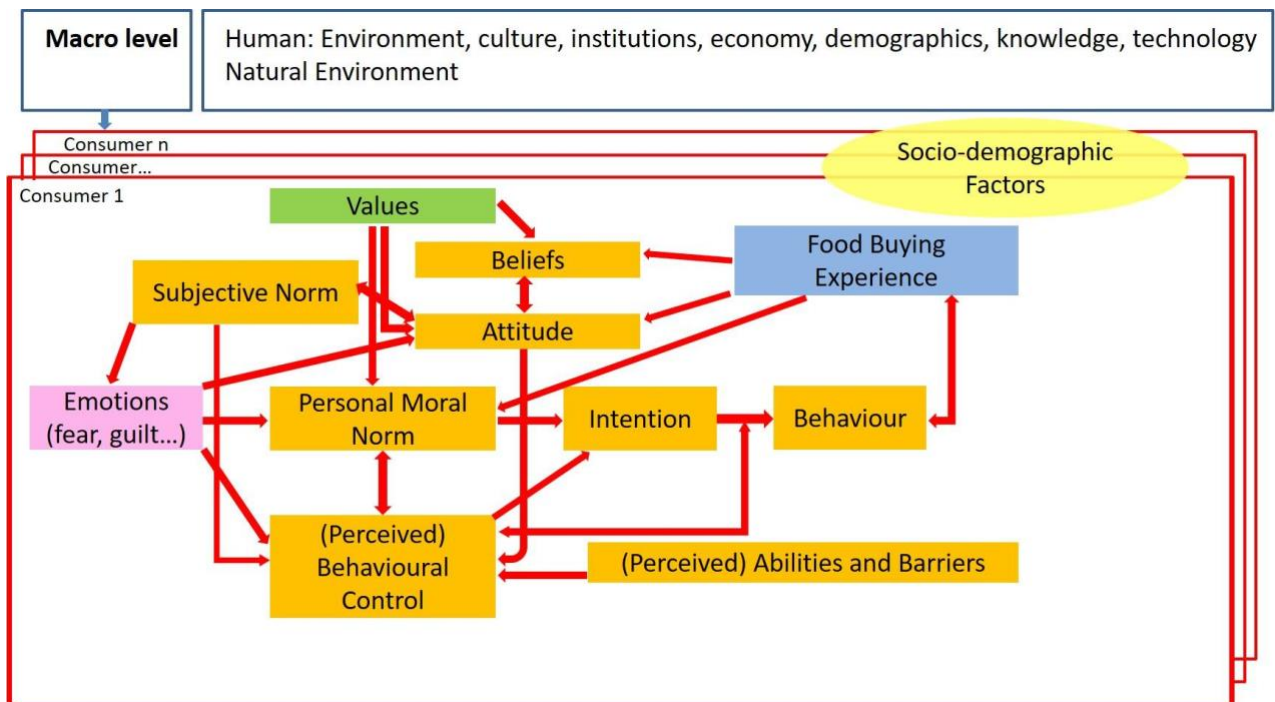 Macro level
Human: Environment, culture, institutions, economy, demographics, knowledge, technology
Natural Environment
Consumer n
Consumer...
Consumer 1
Socio-demographic
Factors
Values
Beliefs
Food Buying
Experience
Subjective Norm
Attitude
Emotions
(fear, guilt...)
Personal Moral
Norm
Intention
Behaviour
(Perceived)
Behavioural
Control
(Perceived) Abilities and Barriers